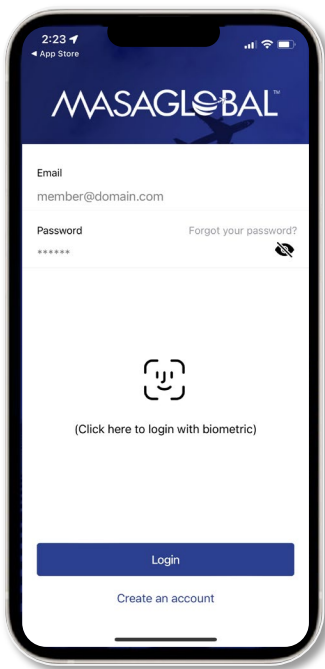 2:23
App Store
MASAGLOBAL™
Email
member@domain.com
Password Forgot your password?
******
(Click here to login with biometric)
Login
Create an account